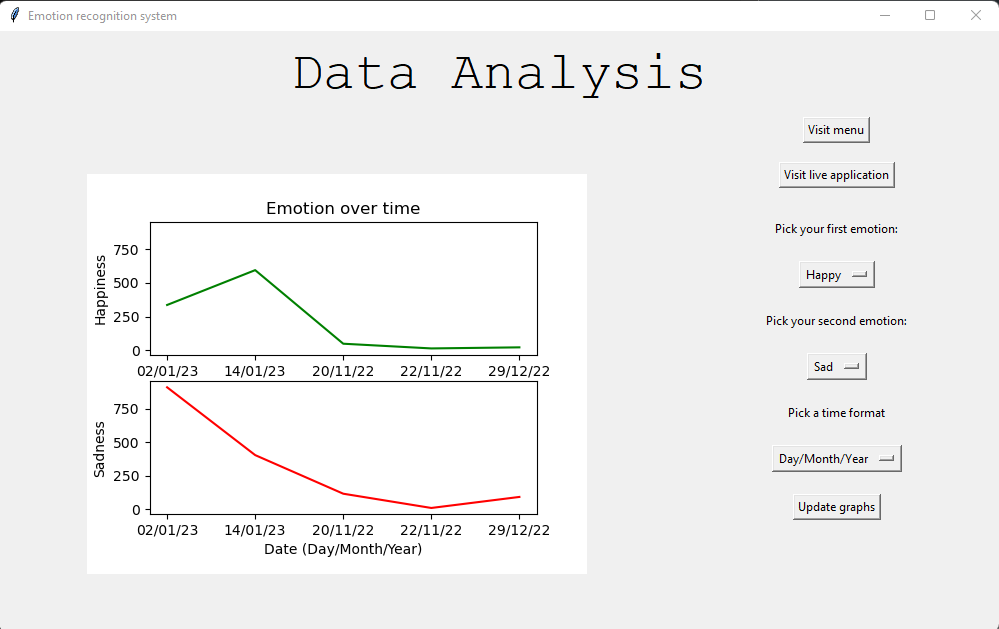 Emotion recognition system
Data Analysis
Visit menu
Visit live application
Pick your first emotion:
Happy
Pick your second emotion:
Sad
Pick a time format
Day/Month/Year
Update graphs
Emotion over time
Happiness
750
500
250
0
02/01/23 14/01/23 20/11/22 22/11/22 29/12/22
Sadness
750
500
250
0
02/01/23 14/01/23 20/11/22 22/11/22 29/12/22
Date (Day/Month/Year)